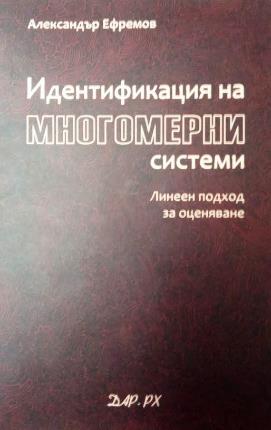 Александър Ефремов
Идентификация на
МНОГОМЕРНИ
системи
Линеен подход
за оценяване
ДАР•РХ